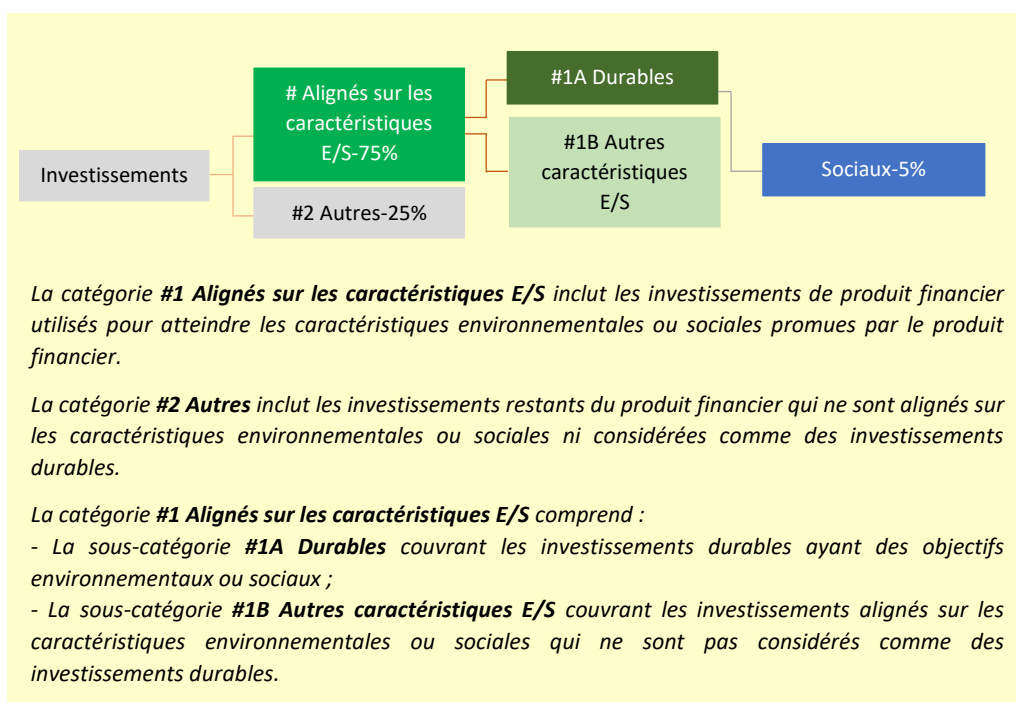 # Alignés sur les
caractéristiques
E/S-75%
#1A Durables
#1B Autres
caractéristiques
E/S
Investissements
Sociaux-5%
#2 Autres-25%
La catégorie #1 Alignés sur les caractéristiques E/S inclut les investissements de produit financier
utilisés pour atteindre les caractéristiques environnementales ou sociales promues par le produit
financier.
La catégorie #2 Autres inclut les investissements restants du produit financier qui ne sont alignés sur
les caractéristiques environnementales ou sociales ni considérées comme des investissements
durables.
La catégorie #1 Alignés sur les caractéristiques E/S comprend :
- La sous-catégorie #1A Durables couvrant les investissements durables ayant des objectifs
environnementaux ou sociaux ;
- La sous-catégorie #1B Autres caractéristiques E/S couvrant les investissements alignés sur les
caractéristiques environnementales ou sociales qui ne sont pas considérés comme des
investissements durables.